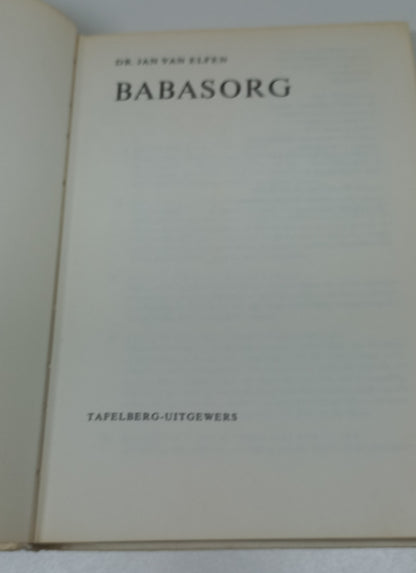 DR. JAN VAN ELFEN
BABASORG
TAFELBERG-UITGEWERS